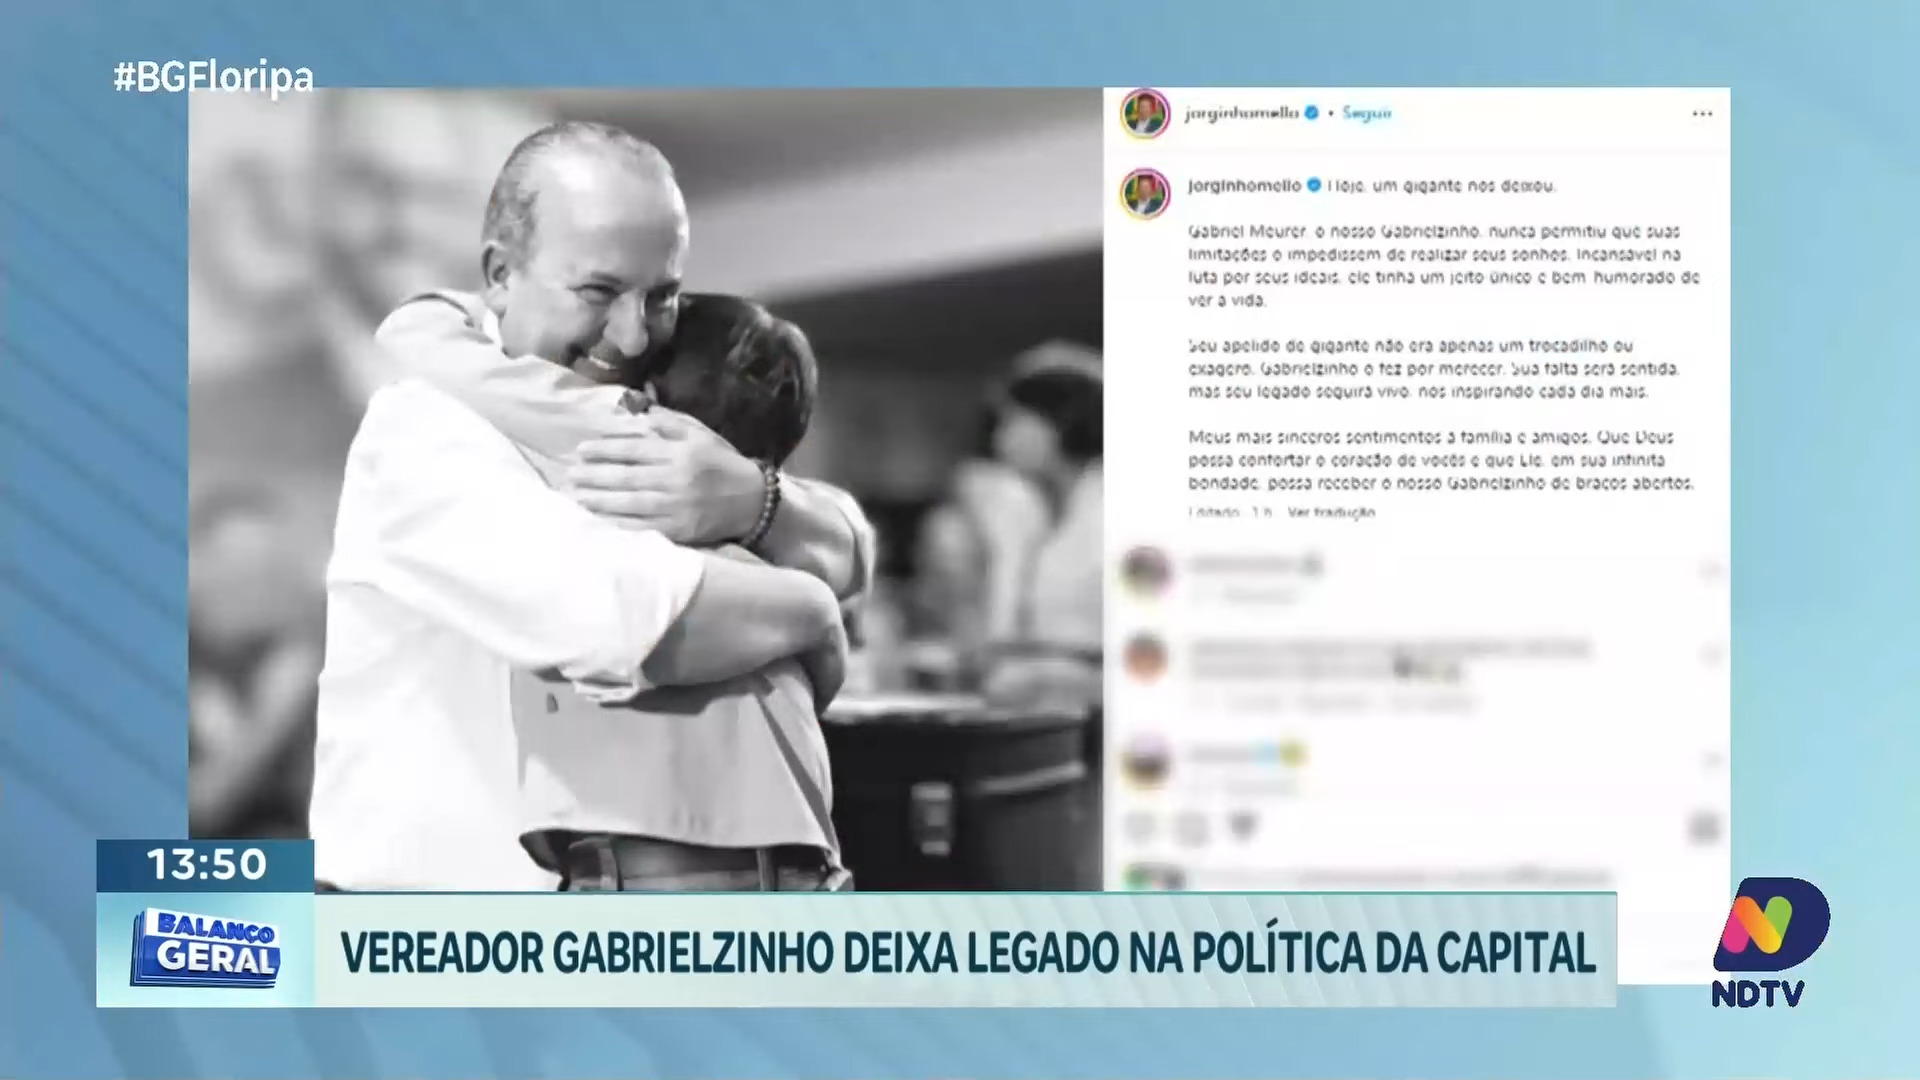 #BGFloripa
jorginhomello • Seguir
jorginhomello Hoje, um gigante nos deixou.
Gabriel Meurer, o nosso Gabrielzinho, nunca permitiu que suas
limitações o impedissem de realizar seus sonhos. Incansável na
luta por seus ideais, ele tinha um jeito único e bem-humorado de
ver a vida.
Seu apelido de gigante não era apenas um trocadilho ou
exagero. Gabrielzinho o fez por merecer. Sua falta será sentida,
mas seu legado seguirá vivo, nos inspirando cada dia mais.
Meus mais sinceros sentimentos à família e amigos. Que Deus
possa confortar o coração de vocês e que Ele, em sua infinita
bondade, possa receber o nosso Gabrielzinho de braços abertos.
Editado · 1 h Ver tradução
13:50
BALANÇO
GERAL
VEREADOR GABRIELZINHO DEIXA LEGADO NA POLÍTICA DA CAPITAL
NDTV